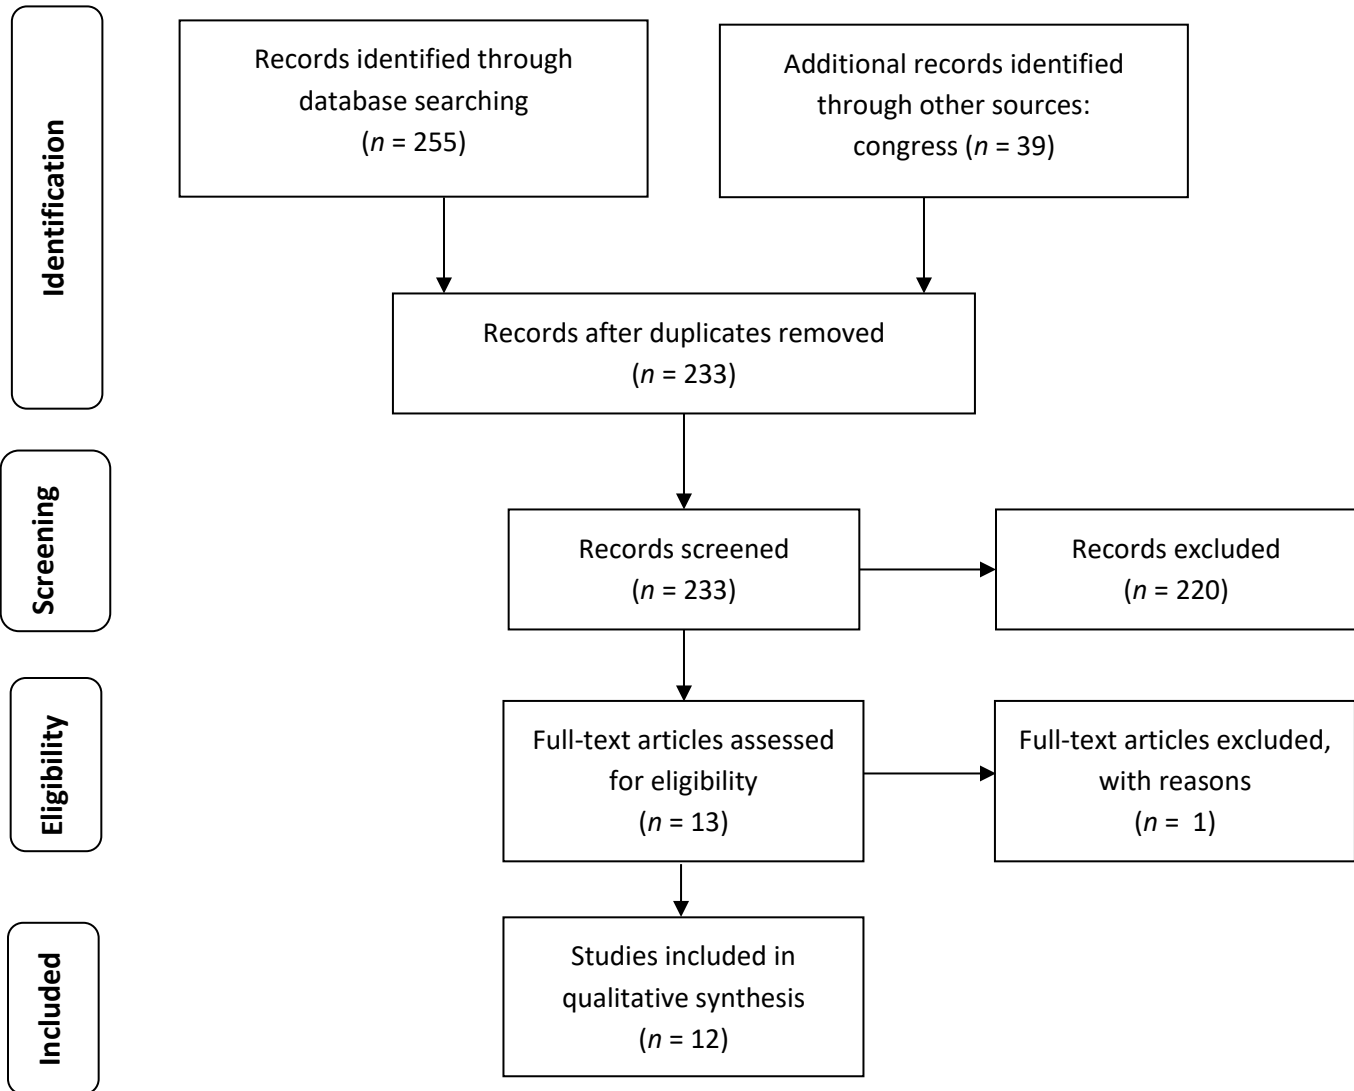 Identification
Records identified through
database searching
(n = 255)
Additional records identified
through other sources:
congress (n = 39)
Records after duplicates removed
(n = 233)
Screening
Records screened
(n = 233)
Records excluded
(n = 220)
Eligibility
Full-text articles assessed
for eligibility
(n = 13)
Full-text articles excluded,
with reasons
(n =  1)
Included
Studies included in
qualitative synthesis
(n = 12)